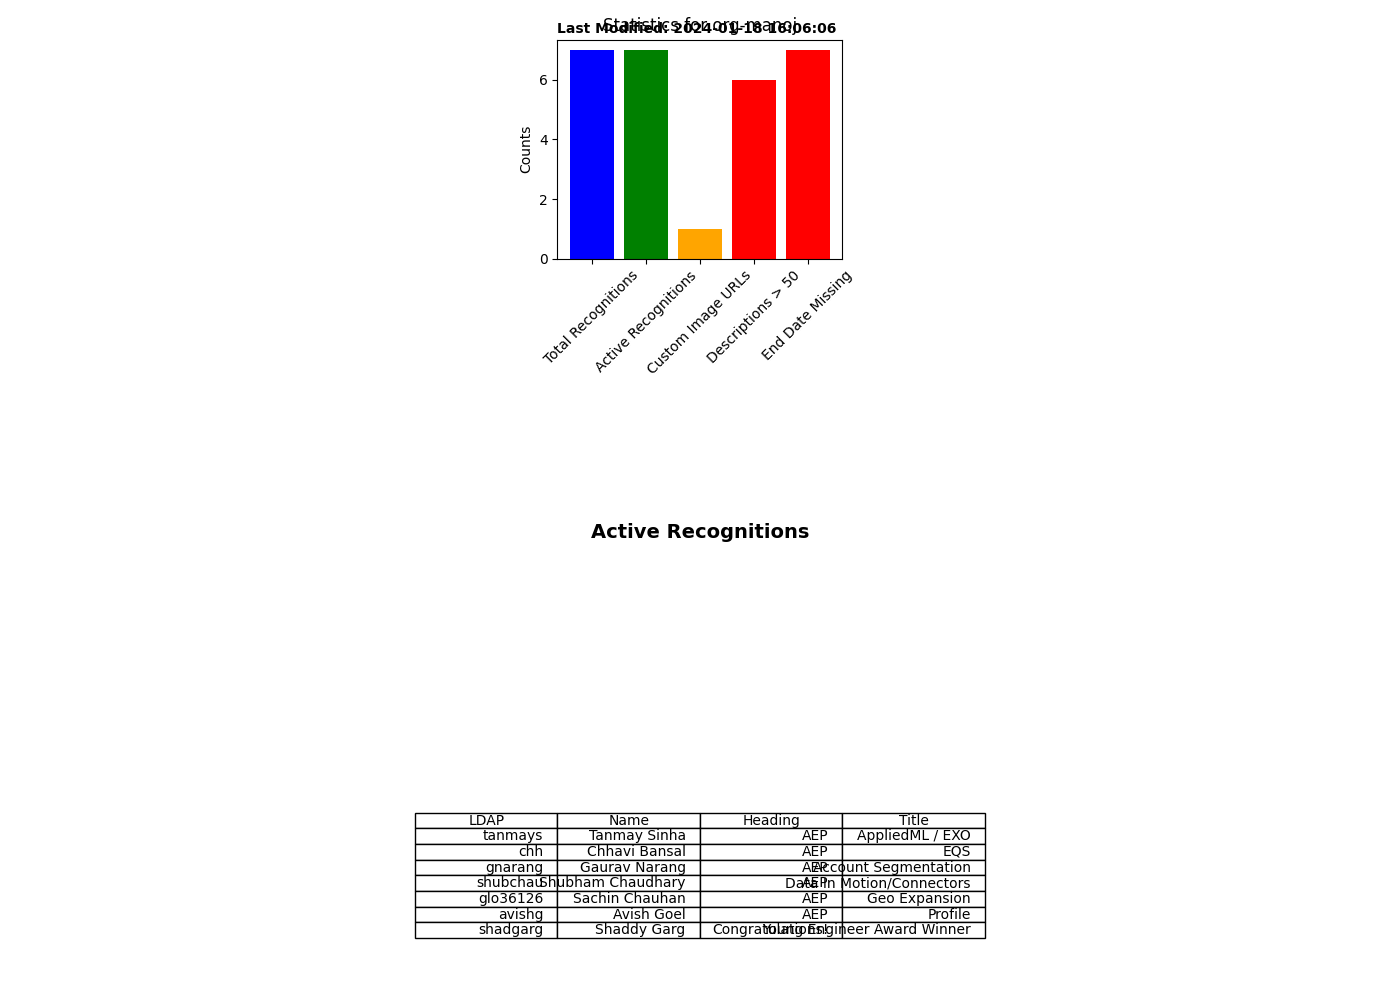 Statistics for org-manoj
Last Modified: 2024-01-18 16:06:06
Counts
6
4
2
0
Total Recognitions
Active Recognitions
Custom Image URLs
Descriptions > 50
End Date Missing
Active Recognitions
LDAP Name Heading Title
tanmays Tanmay Sinha AEP AppliedML / EXO
chh Chhavi Bansal AEP EQS
gnarang Gaurav Narang AEP Account Segmentation
shubchau Shubham Chaudhary AEP Data in Motion/Connectors
glo36126 Sachin Chauhan AEP Geo Expansion
avishg Avish Goel AEP Profile
shadgarg Shaddy Garg Congratulations! Young Engineer Award Winner